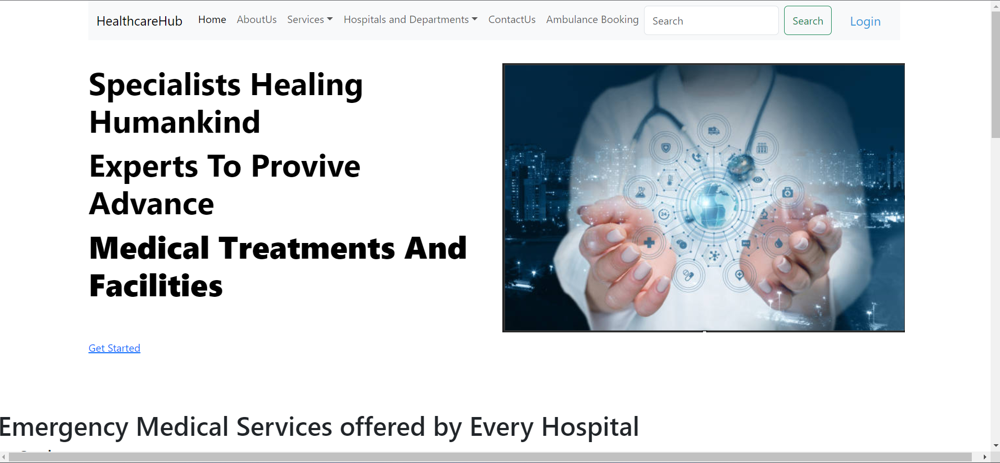 HealthcareHub Home AboutUs Services Hospitals and Departments ContactUs Ambulance Booking Search Search Login
Specialists Healing
Humankind
Experts To Provive
Advance
Medical Treatments And
Facilities
24
Get Started
Emergency Medical Services offered by Every Hospital